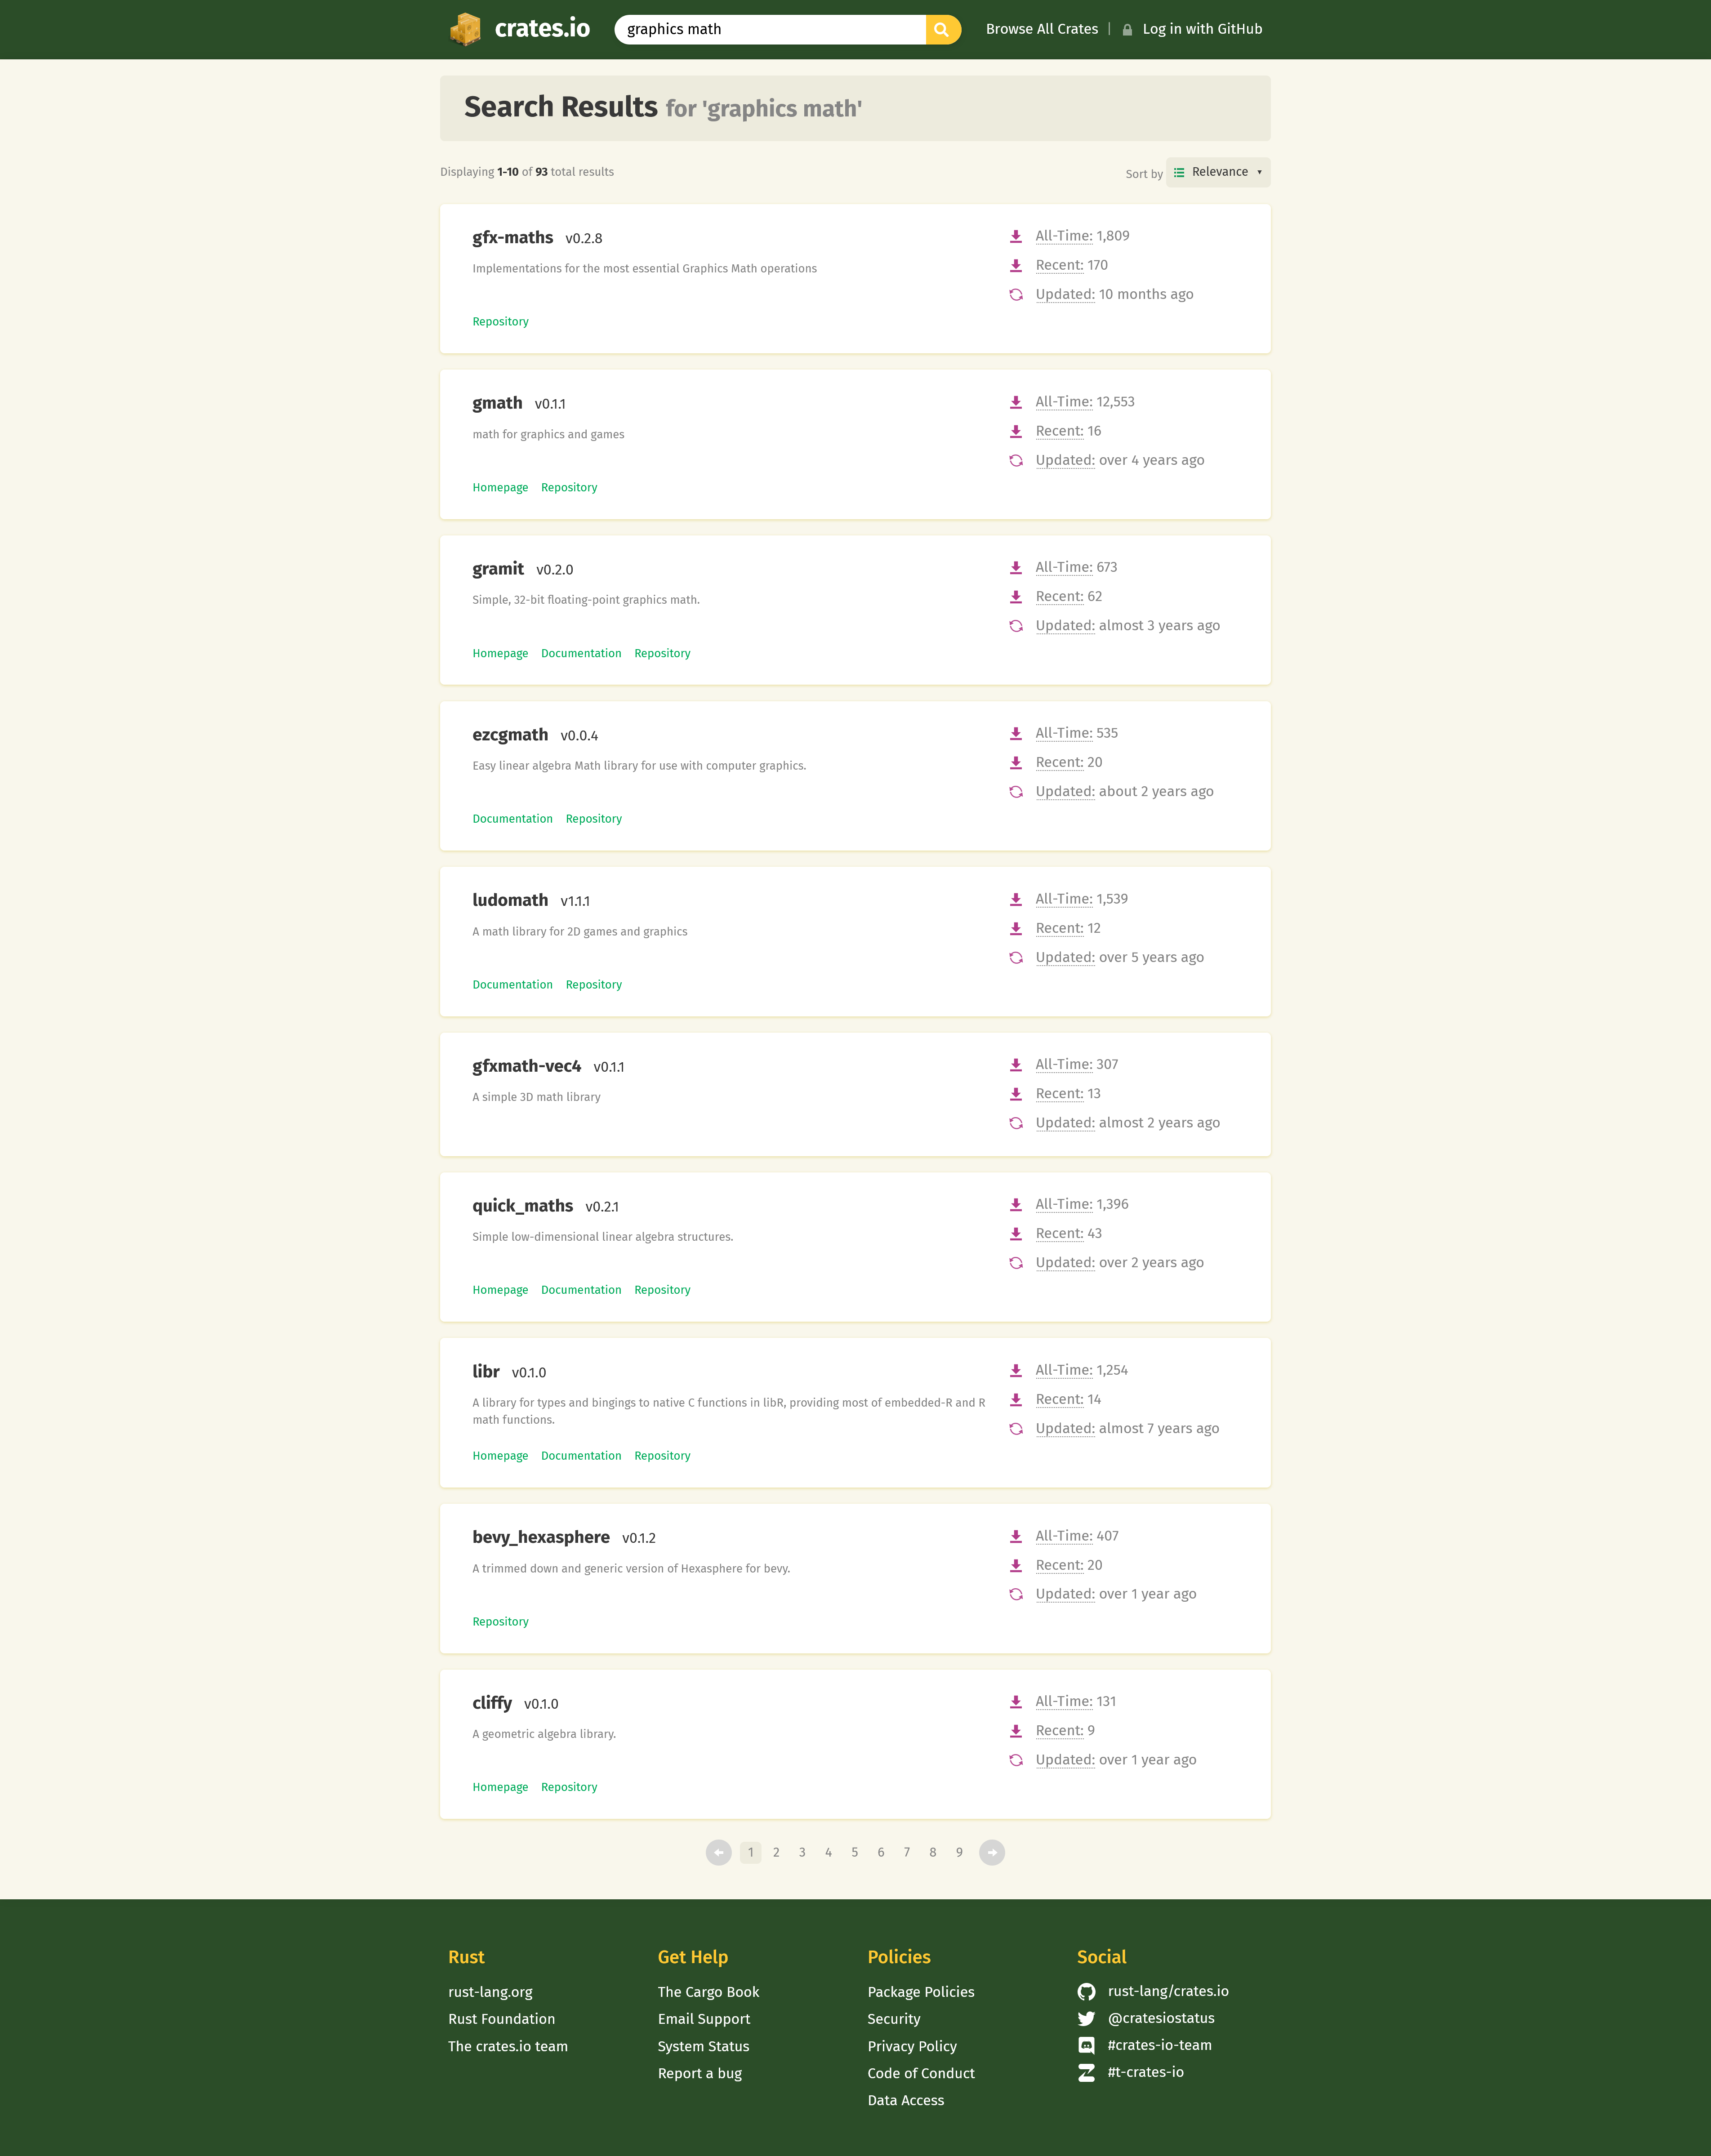 crates.io
graphics math
Browse All Crates | Log in with GitHub
Search Results for 'graphics math'
Displaying 1-10 of 93 total results
Sort by Relevance ▼
gfx-maths v0.2.8
Implementations for the most essential Graphics Math operations
Repository
All-Time: 1,809
Recent: 170
Updated: 10 months ago
gmath v0.1.1
math for graphics and games
Homepage Repository
All-Time: 12,553
Recent: 16
Updated: over 4 years ago
gramit v0.2.0
Simple, 32-bit floating-point graphics math.
Homepage Documentation Repository
All-Time: 673
Recent: 62
Updated: almost 3 years ago
ezcgmath v0.0.4
Easy linear algebra Math library for use with computer graphics.
Documentation Repository
All-Time: 535
Recent: 20
Updated: about 2 years ago
ludomath v1.1.1
A math library for 2D games and graphics
Documentation Repository
All-Time: 1,539
Recent: 12
Updated: over 5 years ago
gfxmath-vec4 v0.1.1
A simple 3D math library
All-Time: 307
Recent: 13
Updated: almost 2 years ago
quick_maths v0.2.1
Simple low-dimensional linear algebra structures.
Homepage Documentation Repository
All-Time: 1,396
Recent: 43
Updated: over 2 years ago
libr v0.1.0
A library for types and bingings to native C functions in libR, providing most of embedded-R and R
math functions.
Homepage Documentation Repository
All-Time: 1,254
Recent: 14
Updated: almost 7 years ago
bevy_hexasphere v0.1.2
A trimmed down and generic version of Hexasphere for bevy.
Repository
All-Time: 407
Recent: 20
Updated: over 1 year ago
cliffy v0.1.0
A geometric algebra library.
Homepage Repository
All-Time: 131
Recent: 9
Updated: over 1 year ago
1 2 3 4 5 6 7 8 9
Rust
rust-lang.org
Rust Foundation
The crates.io team
Get Help
The Cargo Book
Email Support
System Status
Report a bug
Policies
Package Policies
Security
Privacy Policy
Code of Conduct
Data Access
Social
rust-lang/crates.io
@cratesiostatus
#crates-io-team
#t-crates-io